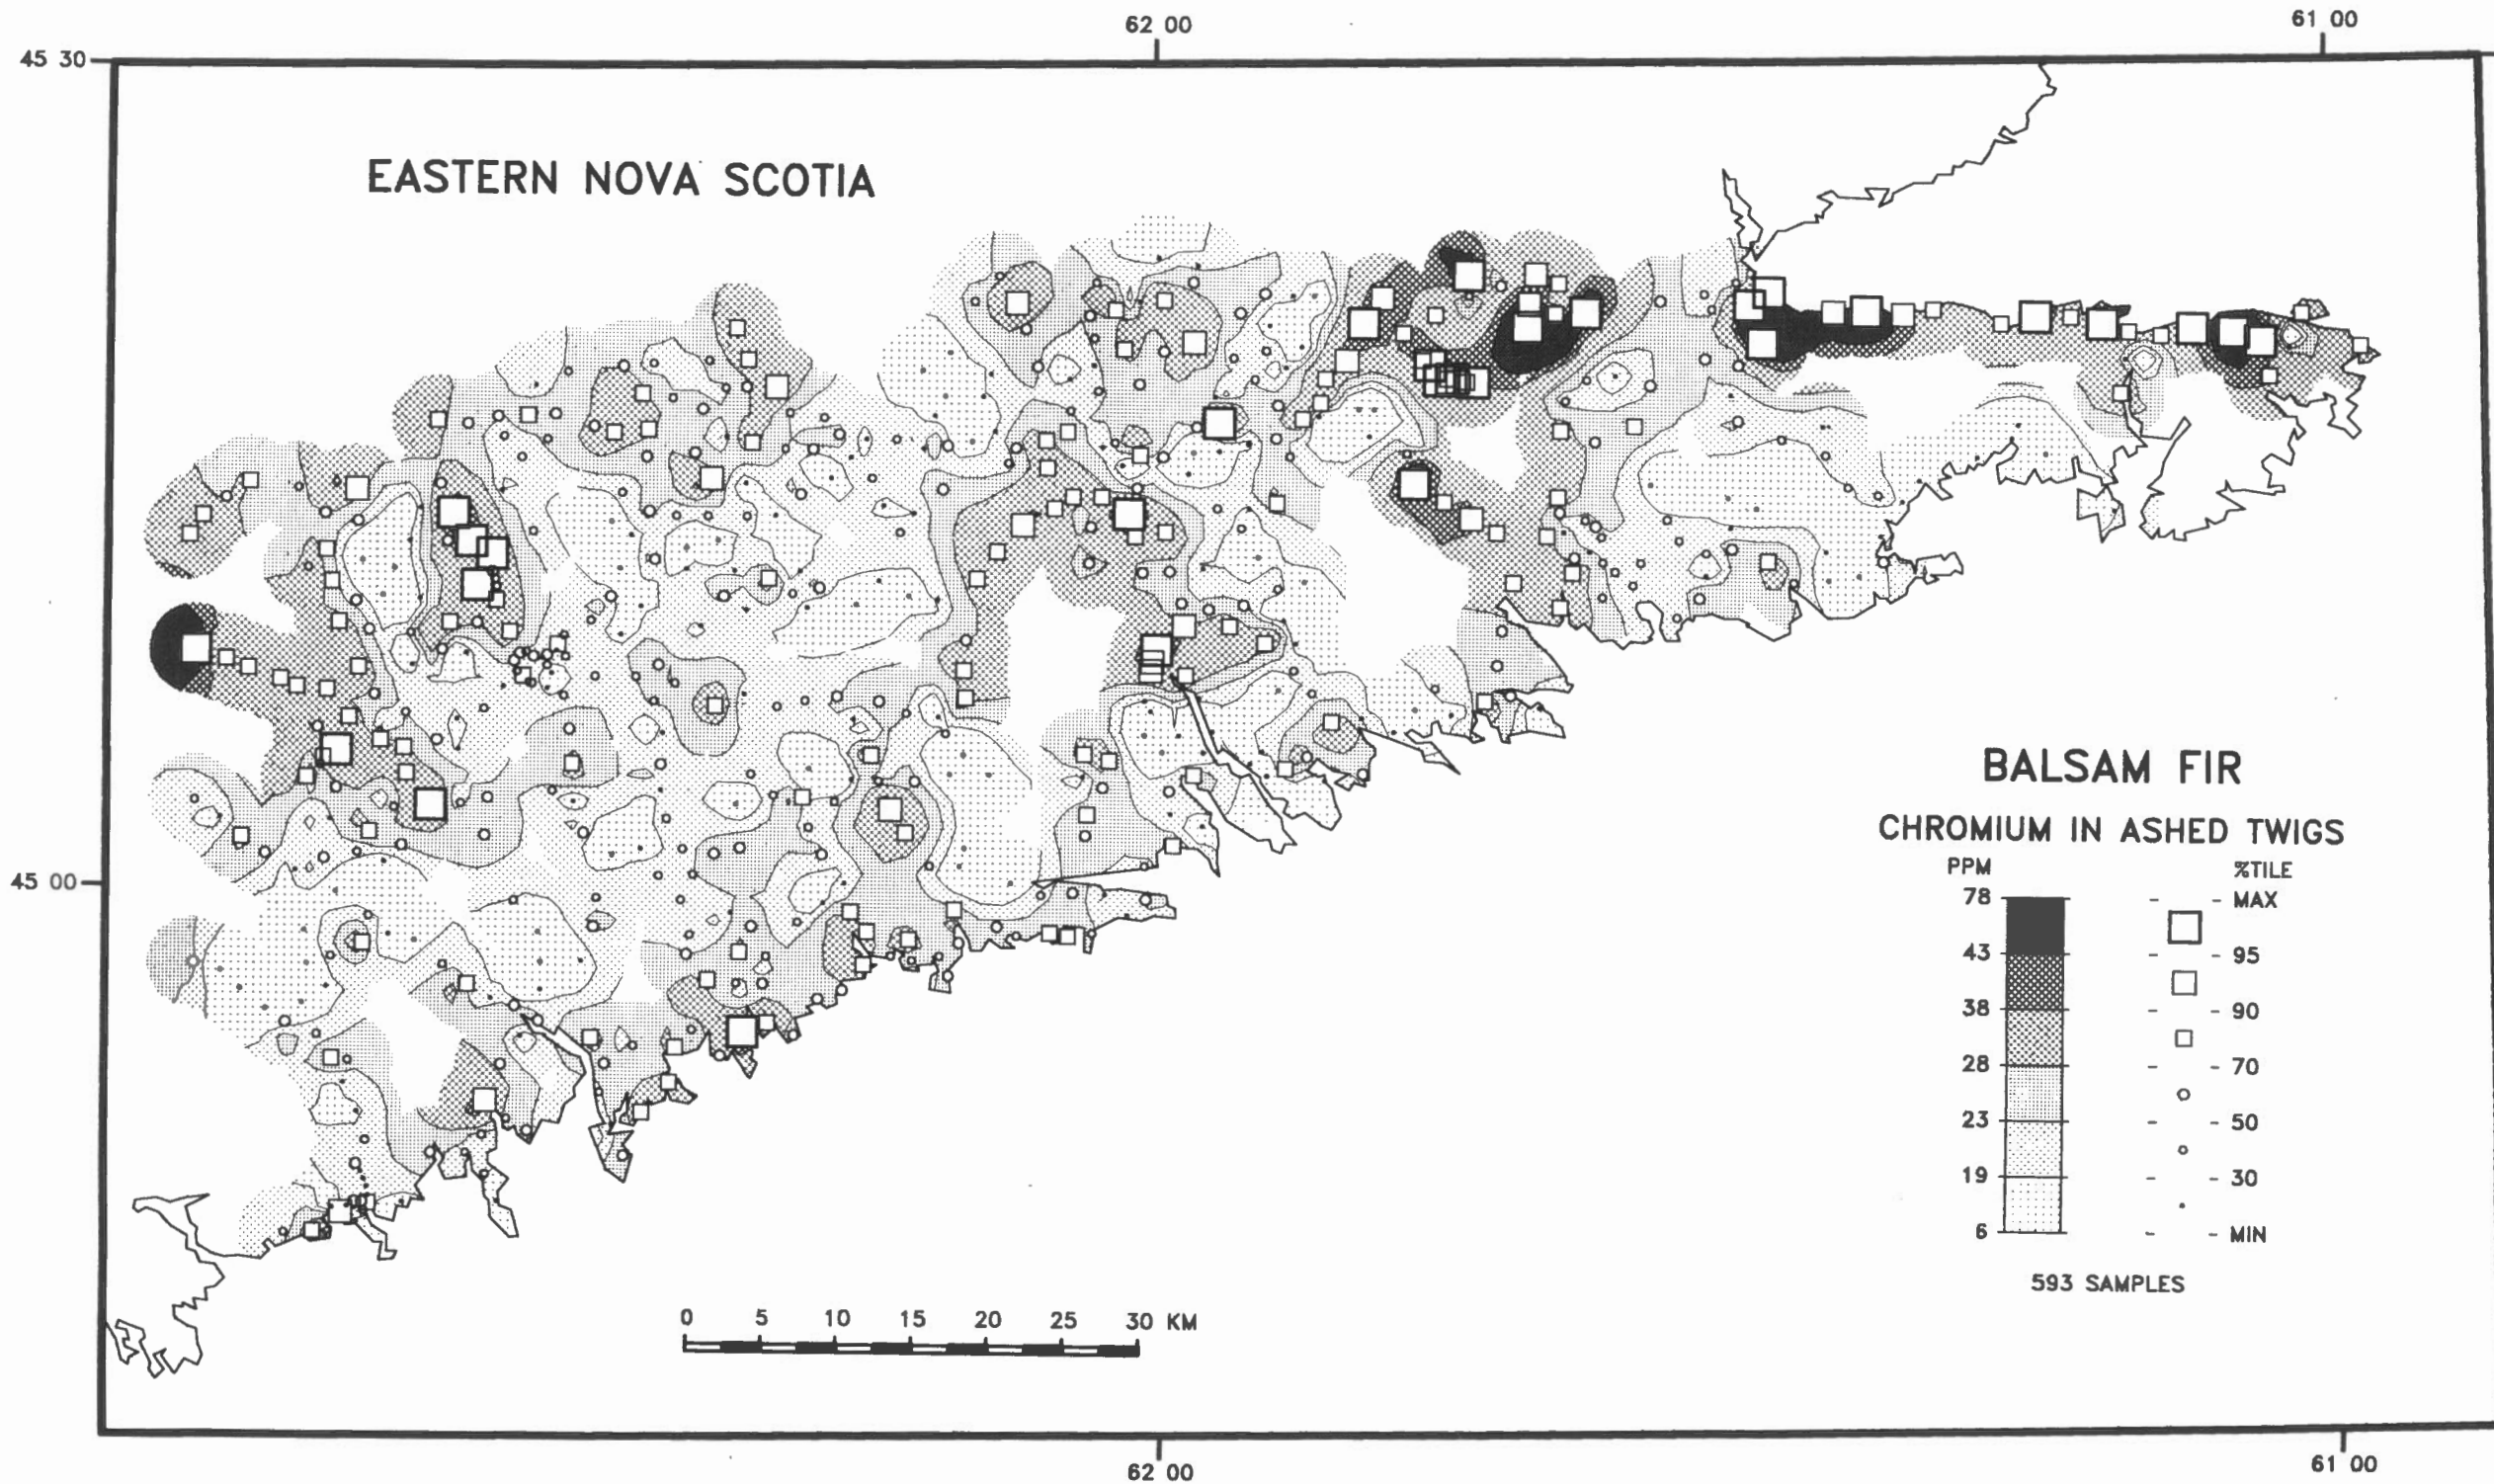 62 00
61 00
45 30
EASTERN NOVA SCOTIA
BALSAM FIR
CHROMIUM IN ASHED TWIGS
PPM %TILE
78 - - MAX
43 - - 95
38 - - 90
28 - - 70
23 - - 50
19 - - 30
6 - - MIN
593 SAMPLES
45 00
0 5 10 15 20 25 30 KM
62 00
61 00